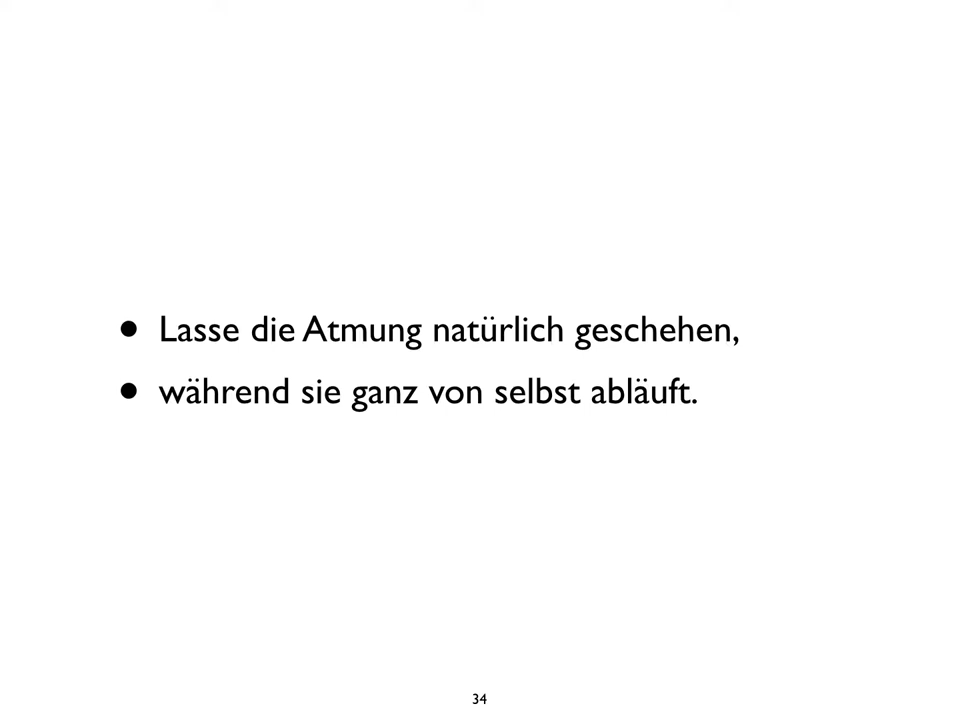 • Lasse die Atmung natürlich geschehen,
• während sie ganz von selbst abläuft.
34